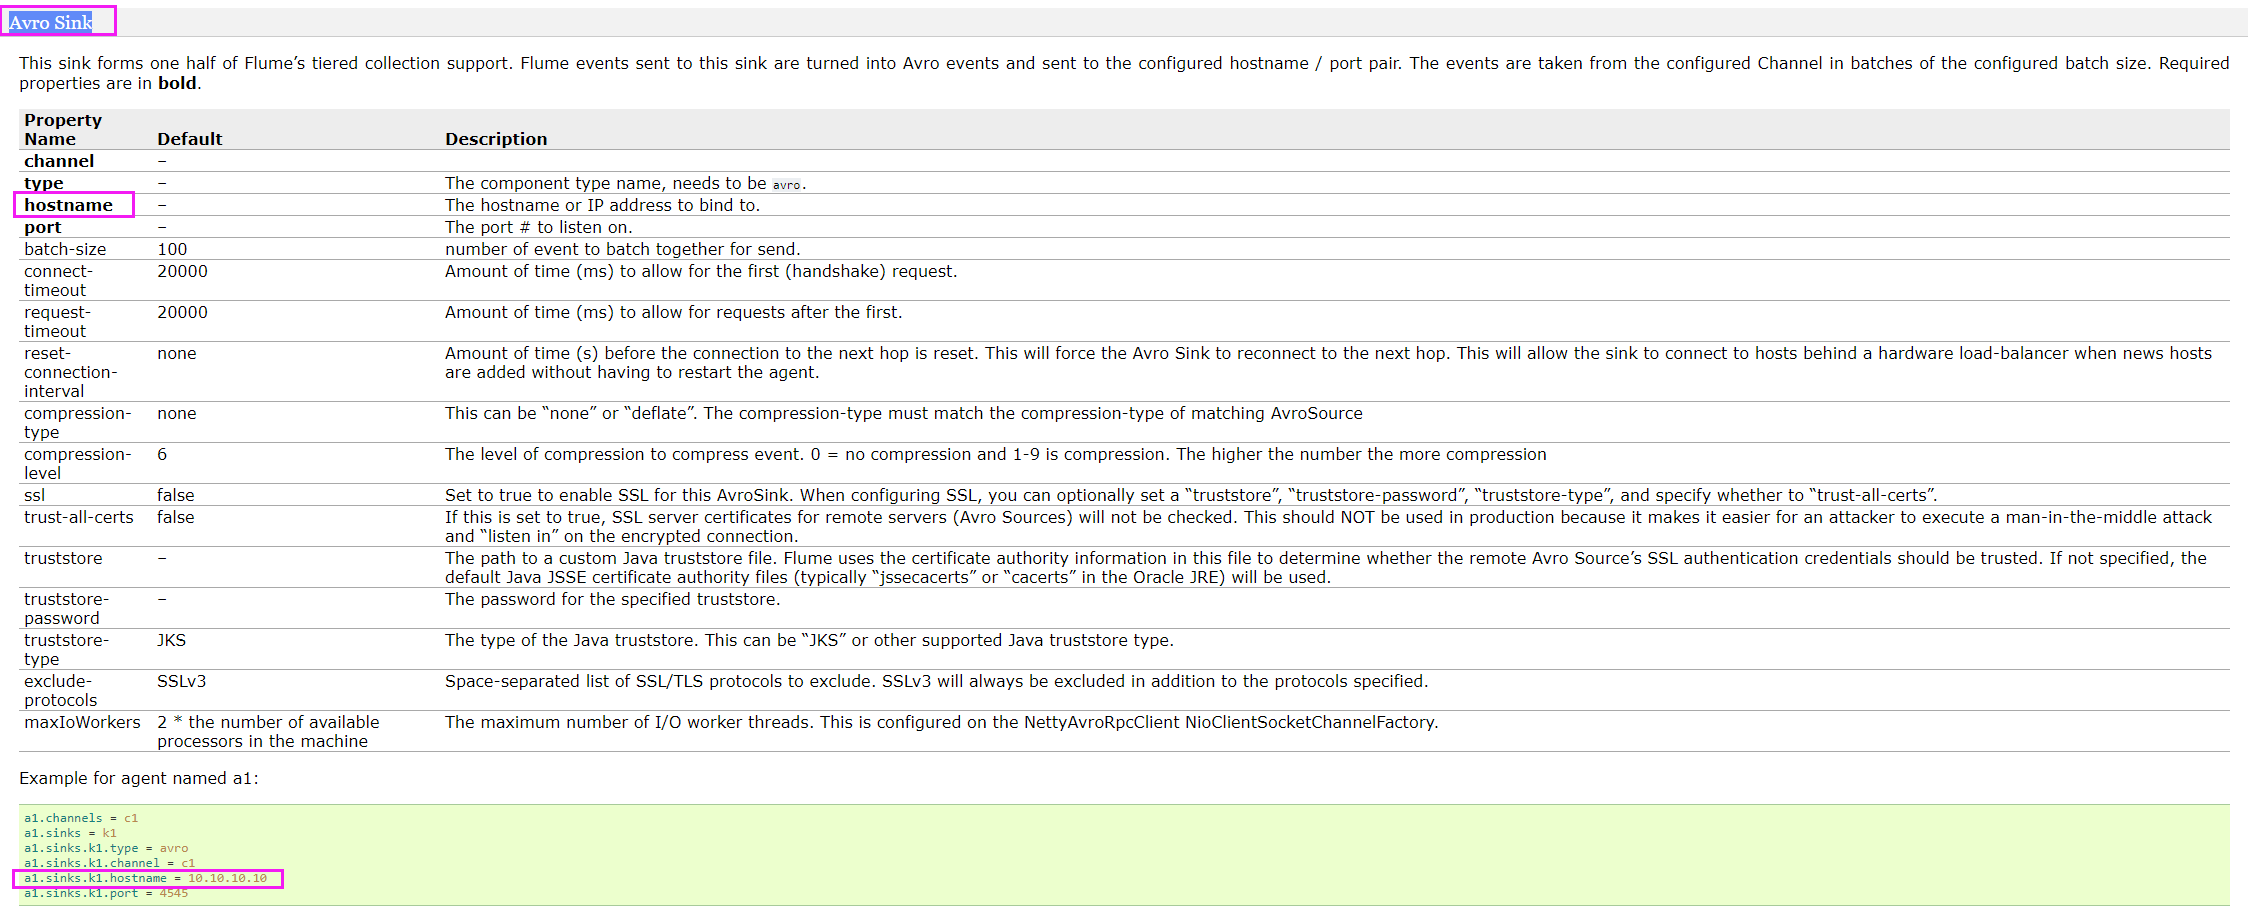 Avro Sink
This sink forms one half of Flume’s tiered collection support. Flume events sent to this sink are turned into Avro events and sent to the configured hostname / port pair. The events are taken from the configured Channel in batches of the configured batch size. Required
properties are in bold.
Property
Name Default Description
channel –
type – The component type name, needs to be avro.
hostname – The hostname or IP address to bind to.
port – The port # to listen on.
batch-size 100 number of event to batch together for send.
connect- 20000 Amount of time (ms) to allow for the first (handshake) request.
timeout
request- 20000 Amount of time (ms) to allow for requests after the first.
timeout
reset- none Amount of time (s) before the connection to the next hop is reset. This will force the Avro Sink to reconnect to the next hop. This will allow the sink to connect to hosts behind a hardware load-balancer when news hosts
connection- are added without having to restart the agent.
interval
compression- none This can be “none” or “deflate”. The compression-type must match the compression-type of matching AvroSource
type
compression- 6 The level of compression to compress event. 0 = no compression and 1-9 is compression. The higher the number the more compression
level
ssl false Set to true to enable SSL for this AvroSink. When configuring SSL, you can optionally set a “truststore”, “truststore-password”, “truststore-type”, and specify whether to “trust-all-certs”.
trust-all-certs false If this is set to true, SSL server certificates for remote servers (Avro Sources) will not be checked. This should NOT be used in production because it makes it easier for an attacker to execute a man-in-the-middle attack
and “listen in” on the encrypted connection.
truststore – The path to a custom Java truststore file. Flume uses the certificate authority information in this file to determine whether the remote Avro Source’s SSL authentication credentials should be trusted. If not specified, the
default Java JSSE certificate authority files (typically “jssecacerts” or “cacerts” in the Oracle JRE) will be used.
truststore- – The password for the specified truststore.
password
truststore- JKS The type of the Java truststore. This can be “JKS” or other supported Java truststore type.
type
exclude- SSLv3 Space-separated list of SSL/TLS protocols to exclude. SSLv3 will always be excluded in addition to the protocols specified.
protocols
maxIoWorkers 2 * the number of available The maximum number of I/O worker threads. This is configured on the NettyAvroRpcClient NioClientSocketChannelFactory.
processors in the machine
Example for agent named a1:
a1.channels = c1
a1.sinks = k1
a1.sinks.k1.type = avro
a1.sinks.k1.channel = c1
a1.sinks.k1.hostname = 10.10.10.10
a1.sinks.k1.port = 4545